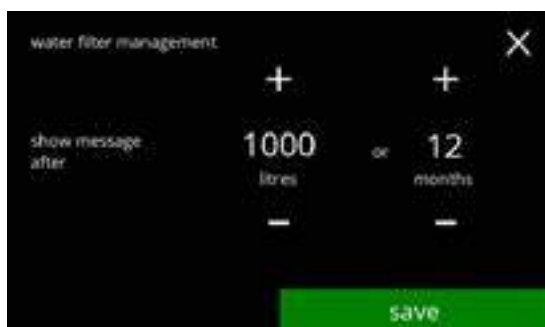 water filter management
X
+ +
show message
after
1000 or 12
litres months
- -
save